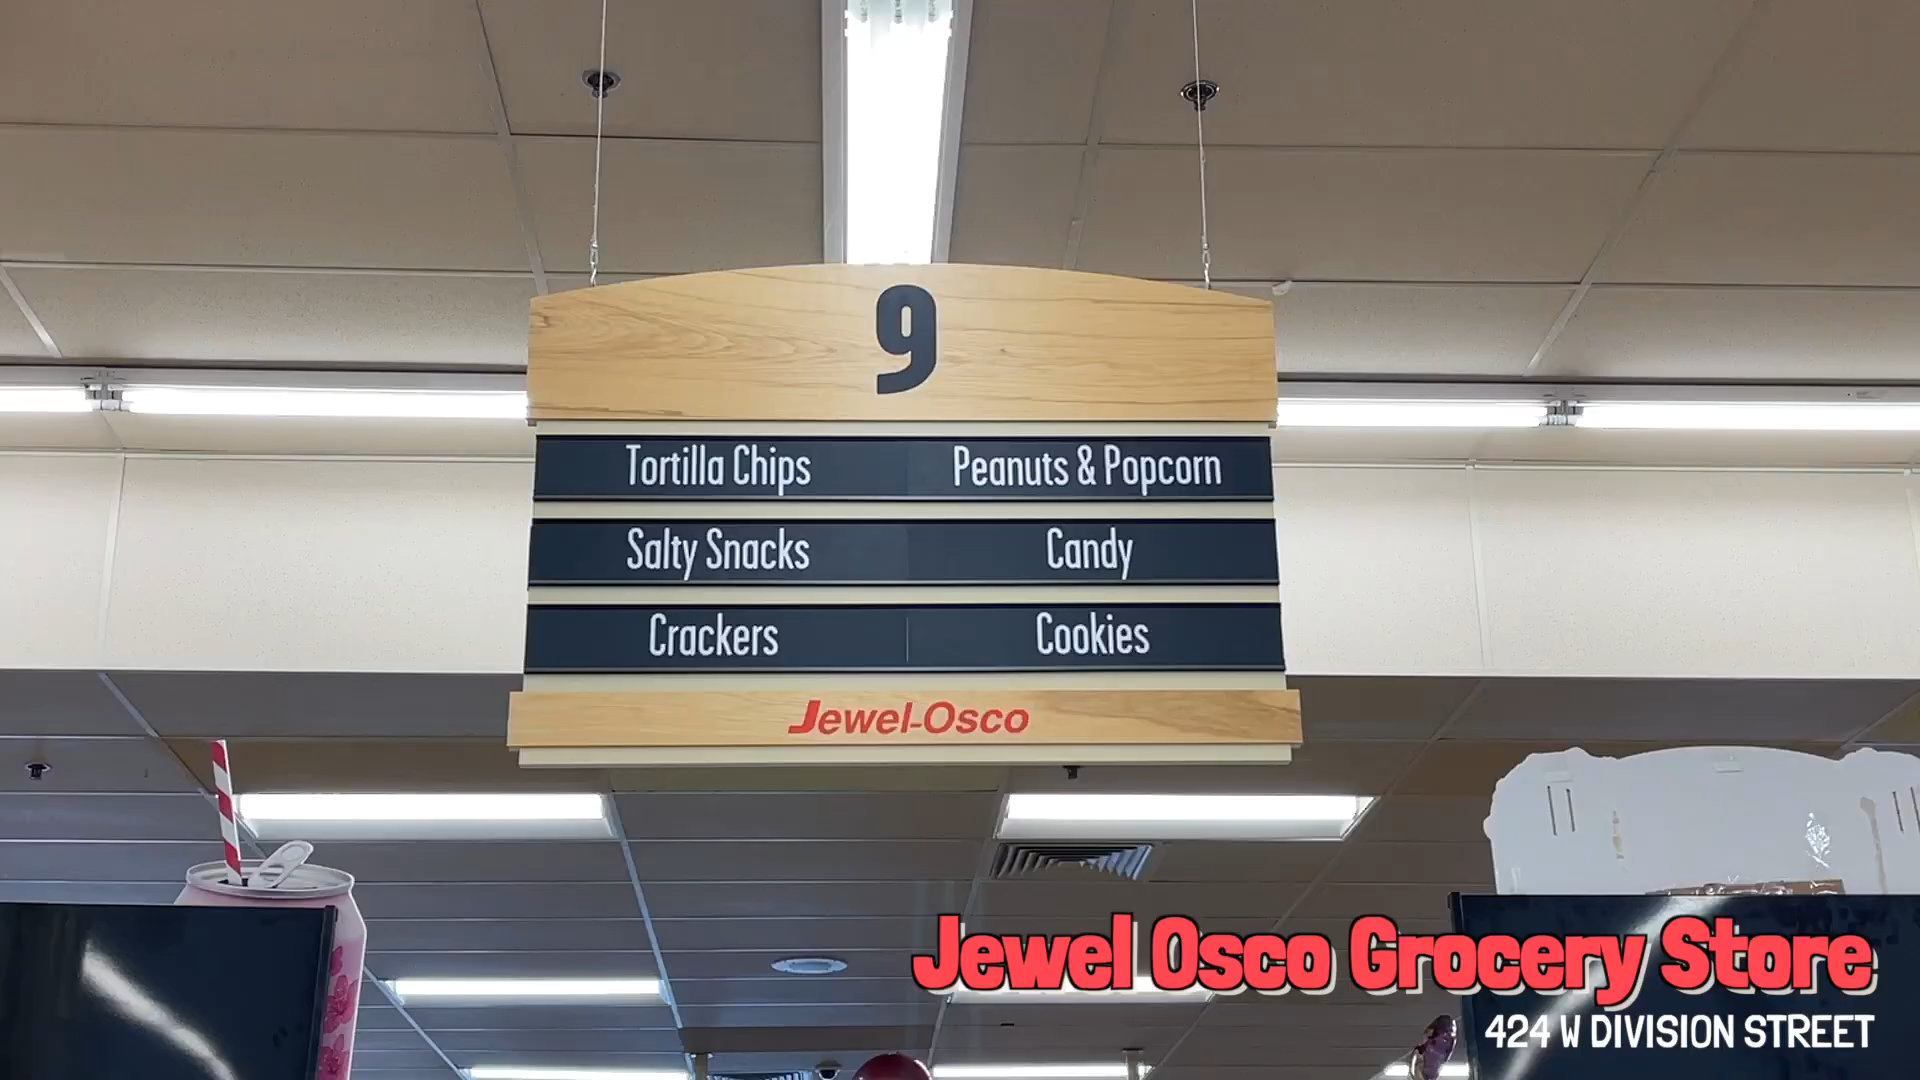 9
Tortilla Chips Peanuts & Popcorn
Salty Snacks Candy
Crackers Cookies
Jewel-Osco
Jewel Osco Grocery Store
424 W DIVISION STREET